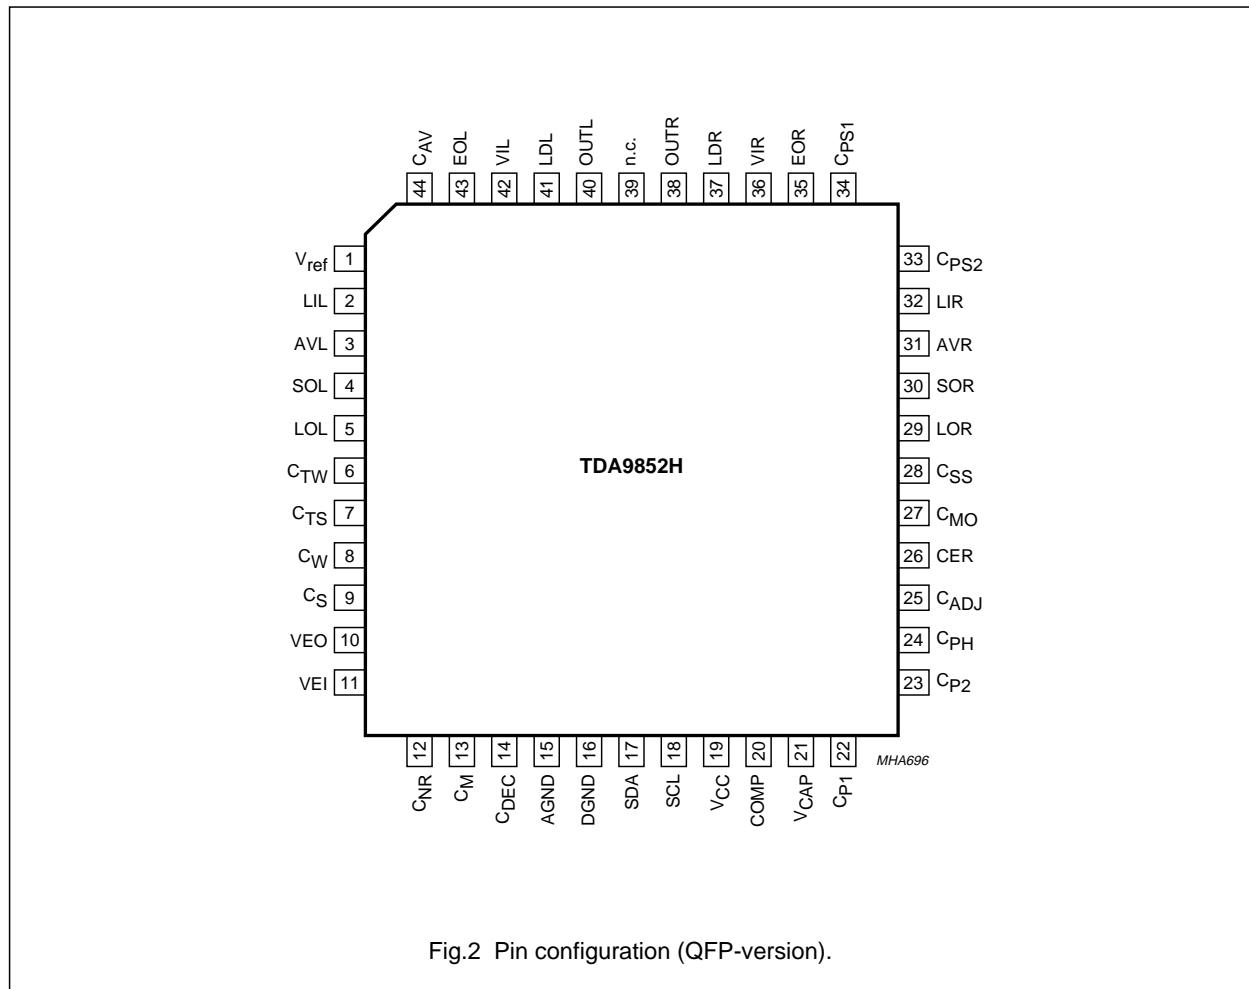 C_AV EOL VIL LDL OUTL n.c. OUTR LDR VIR EOR C_PS1
44 43 42 41 40 39 38 37 36 35 34
V_ref 1
33 C_PS2
LIL 2
32 LIR
AVL 3
31 AVR
SOL 4
30 SOR
LOL 5
29 LOR
TDA9852H
C_TW 6
28 C_SS
C_TS 7
27 C_MO
C_W 8
26 CER
C_S 9
25 C_ADJ
VEO 10
24 C_PH
VEI 11
23 C_P2
12 13 14 15 16 17 18 19 20 21 22
C_NR C_M C_DEC AGND DGND SDA SCL V_CC COMP V_CAP C_P1
MHA696
Fig.2 Pin configuration (QFP-version).